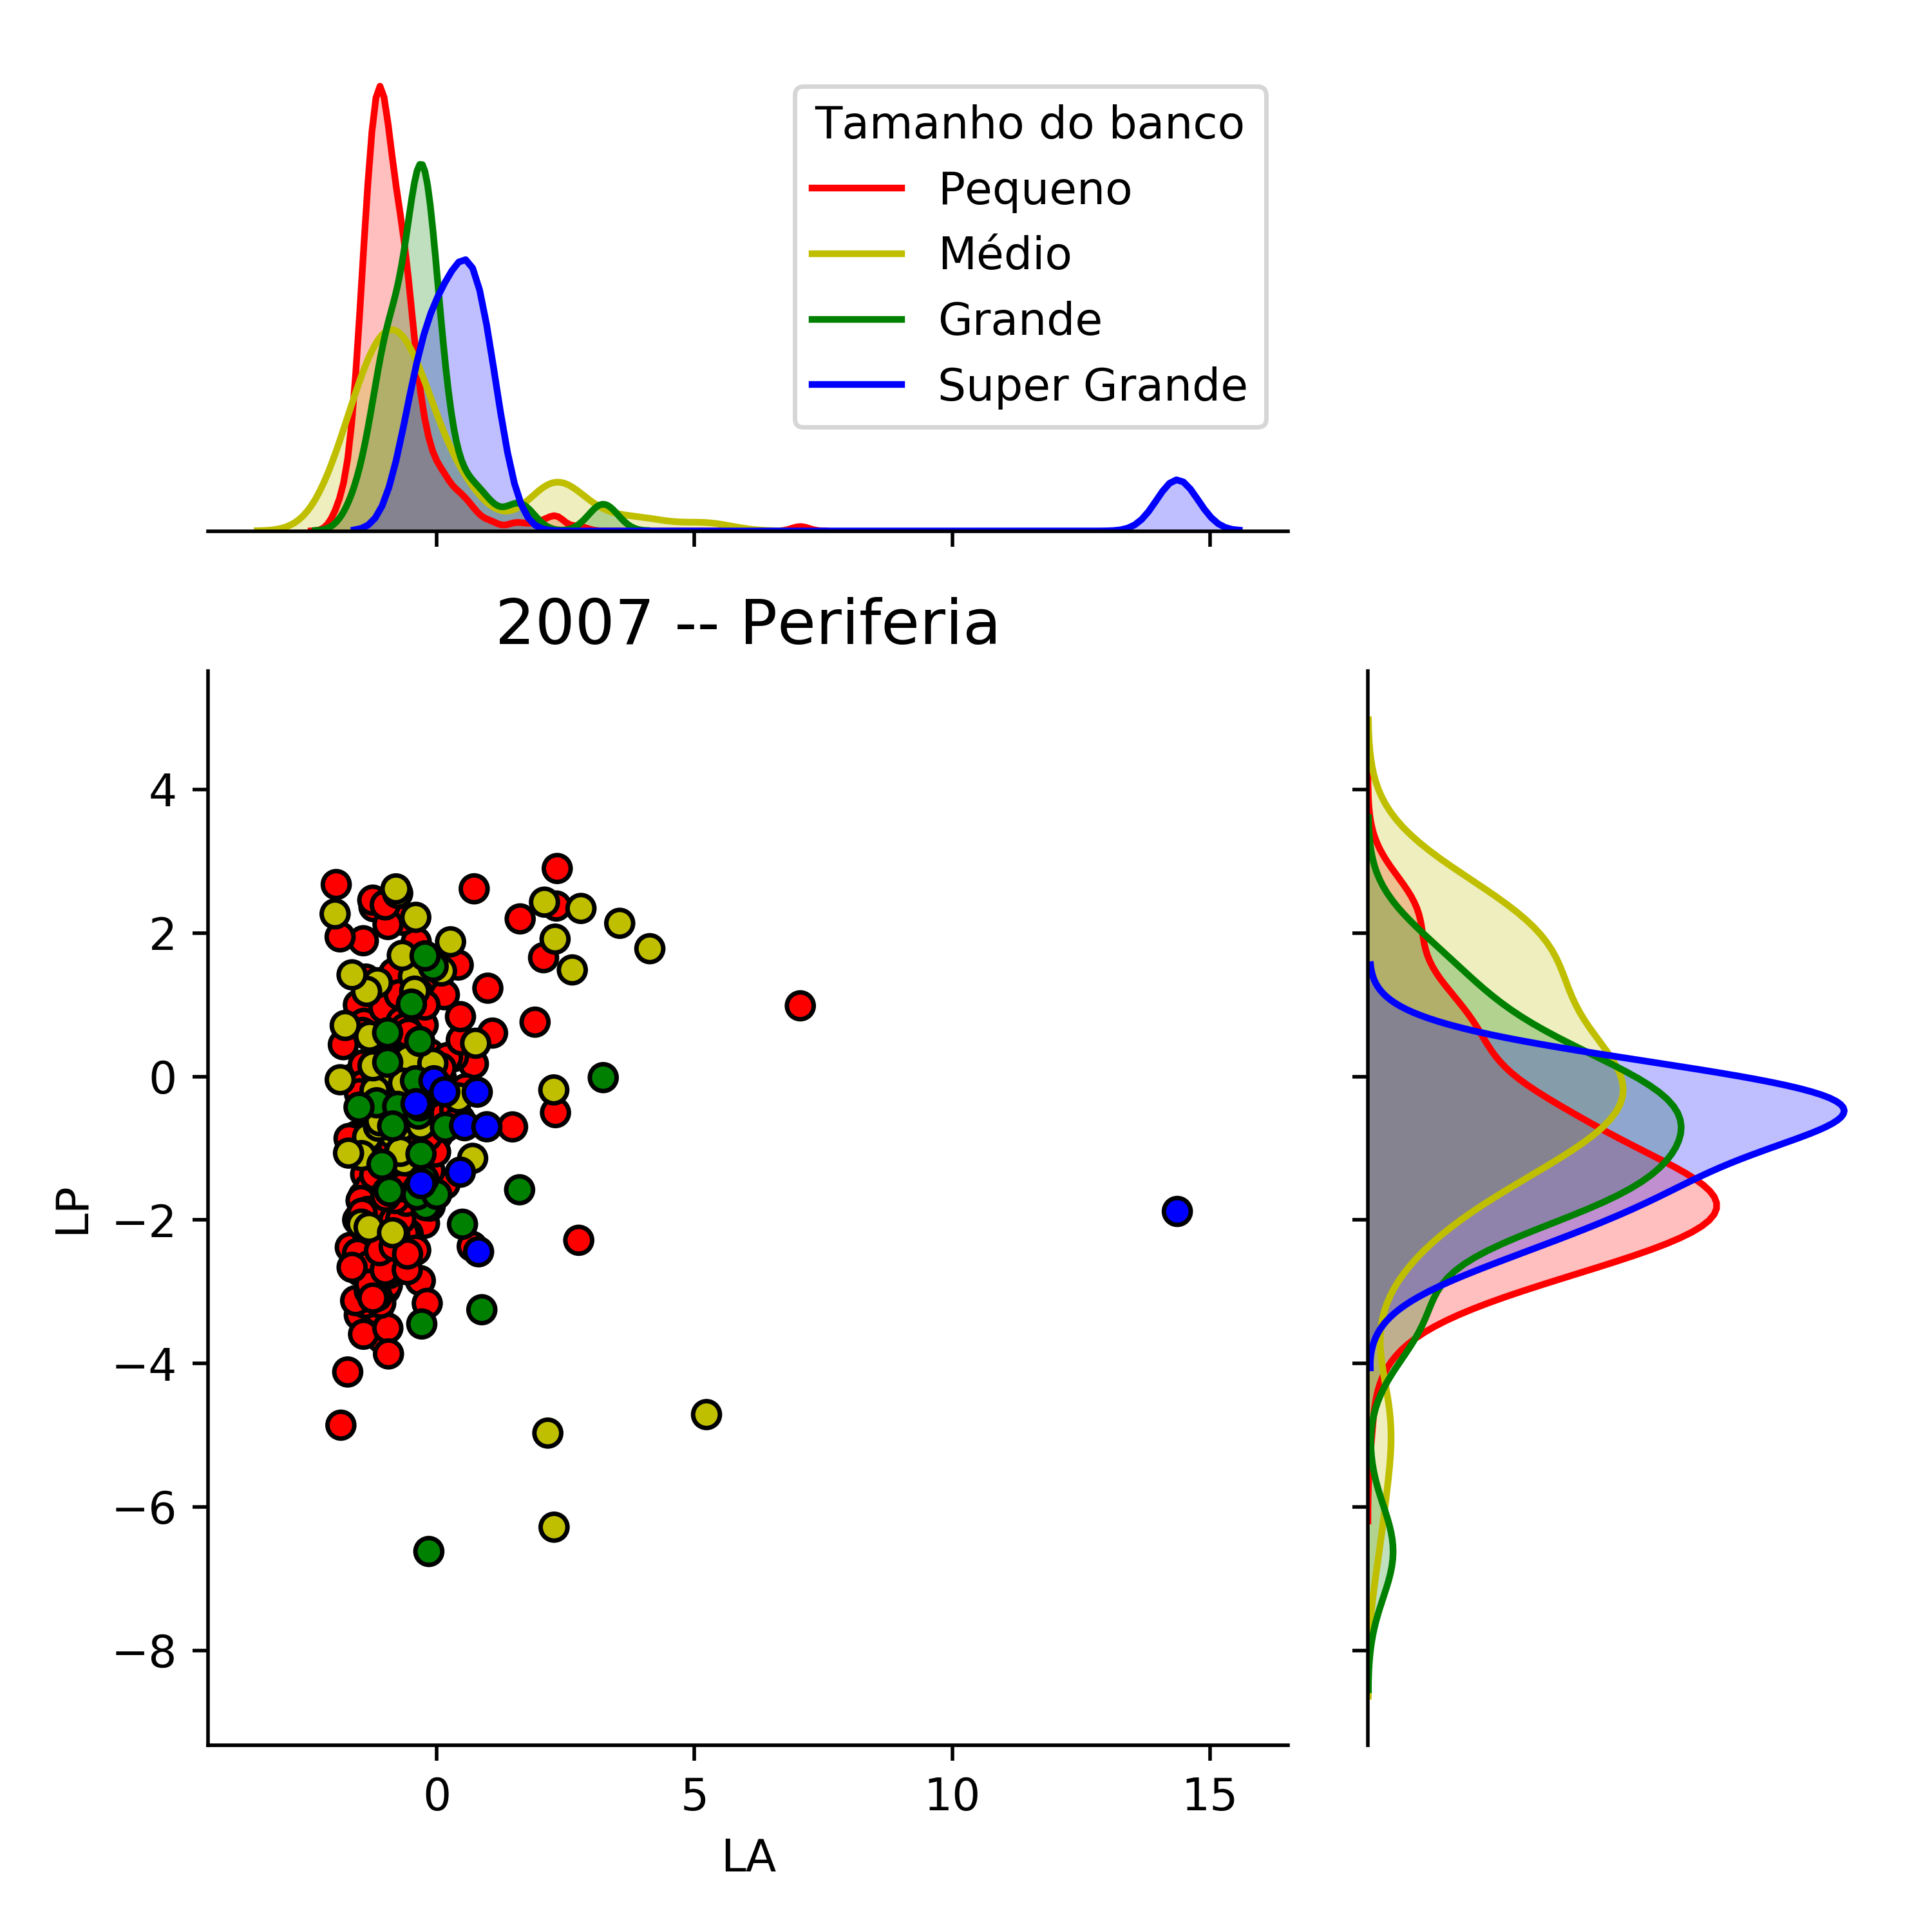 Tamanho do banco
Pequeno
Médio
Grande
Super Grande
2007 -- Periferia
4
2
0
−2
−4
−6
−8
LP
0 5 10 15
LA